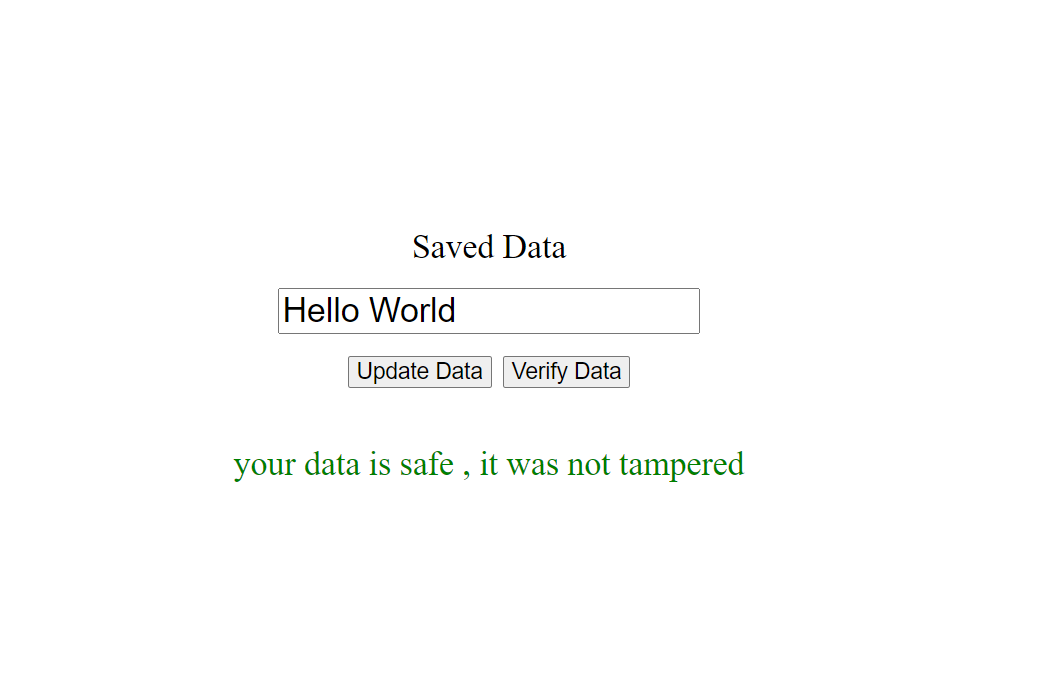 Saved Data
Hello World
Update Data Verify Data
your data is safe , it was not tampered